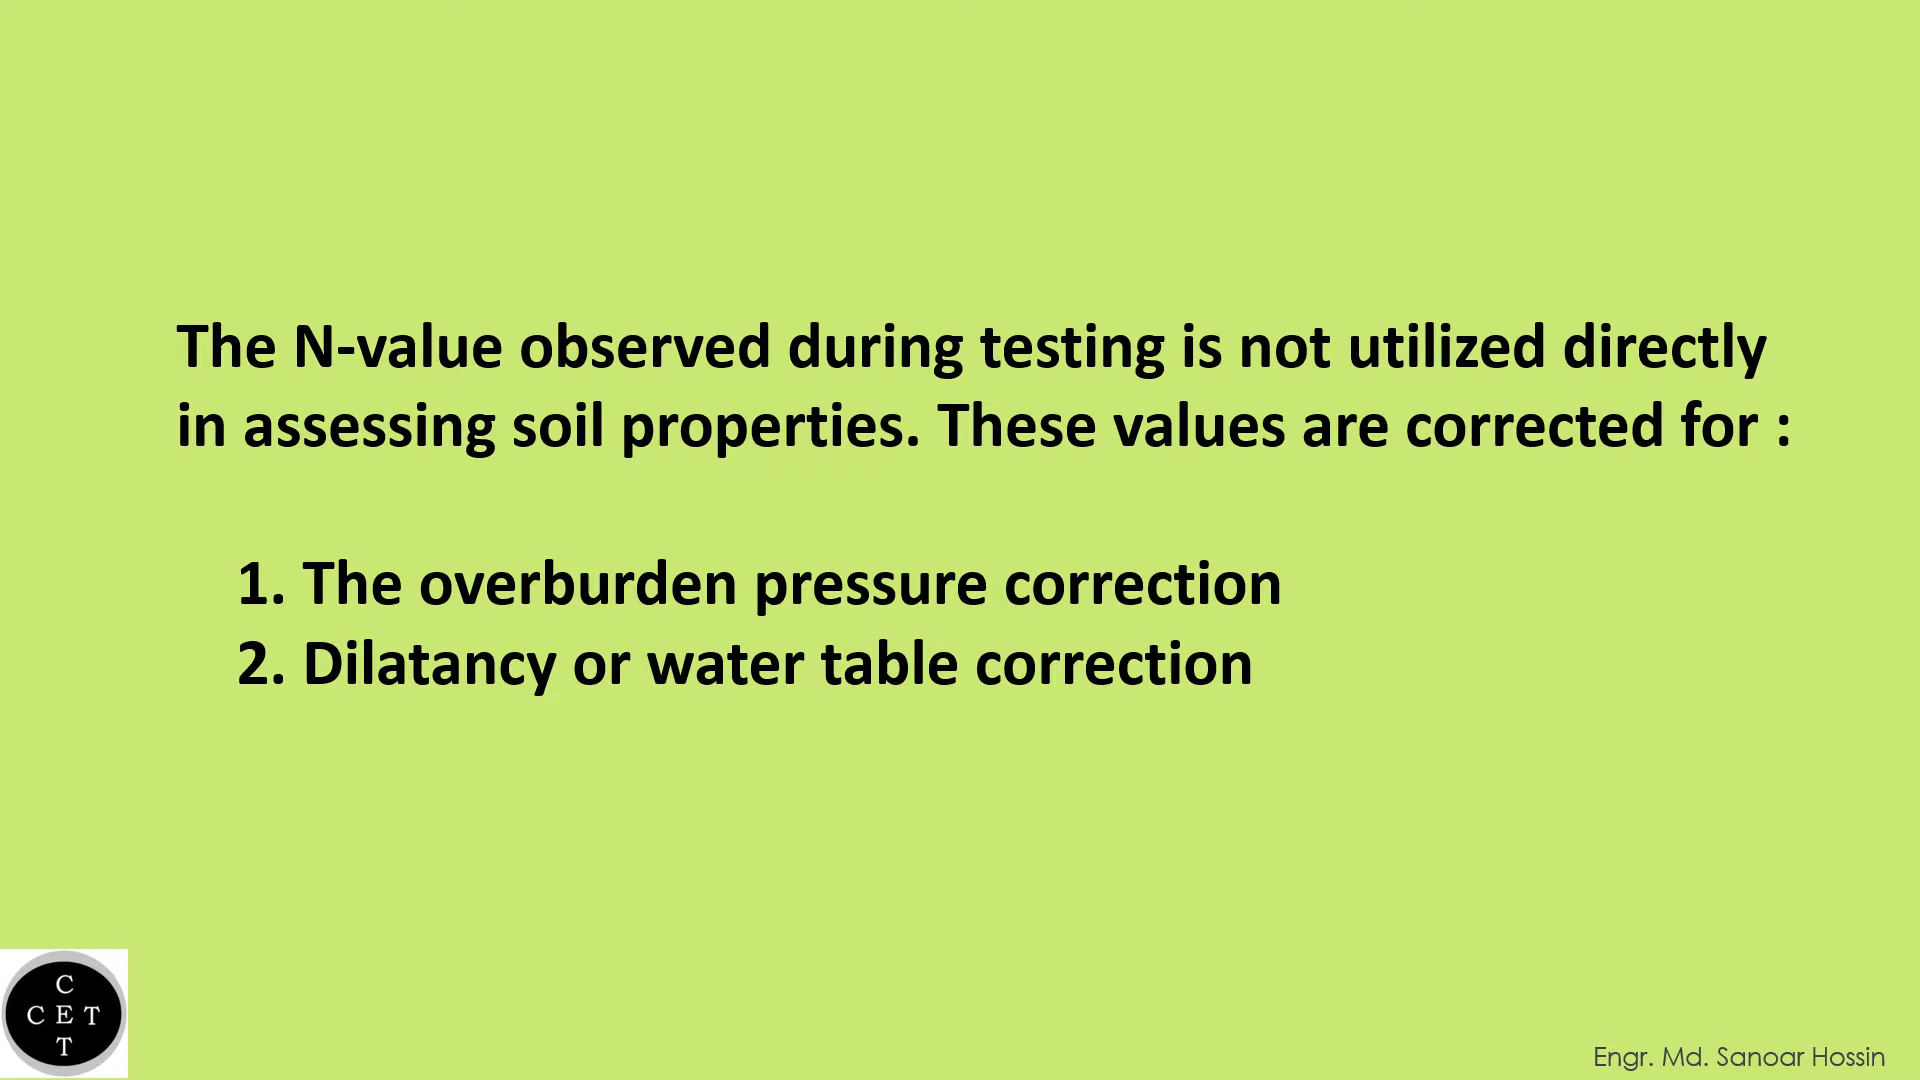 The N-value observed during testing is not utilized directly
in assessing soil properties. These values are corrected for :
1. The overburden pressure correction
2. Dilatancy or water table correction
C
C E T
T
Engr. Md. Sanoar Hossin